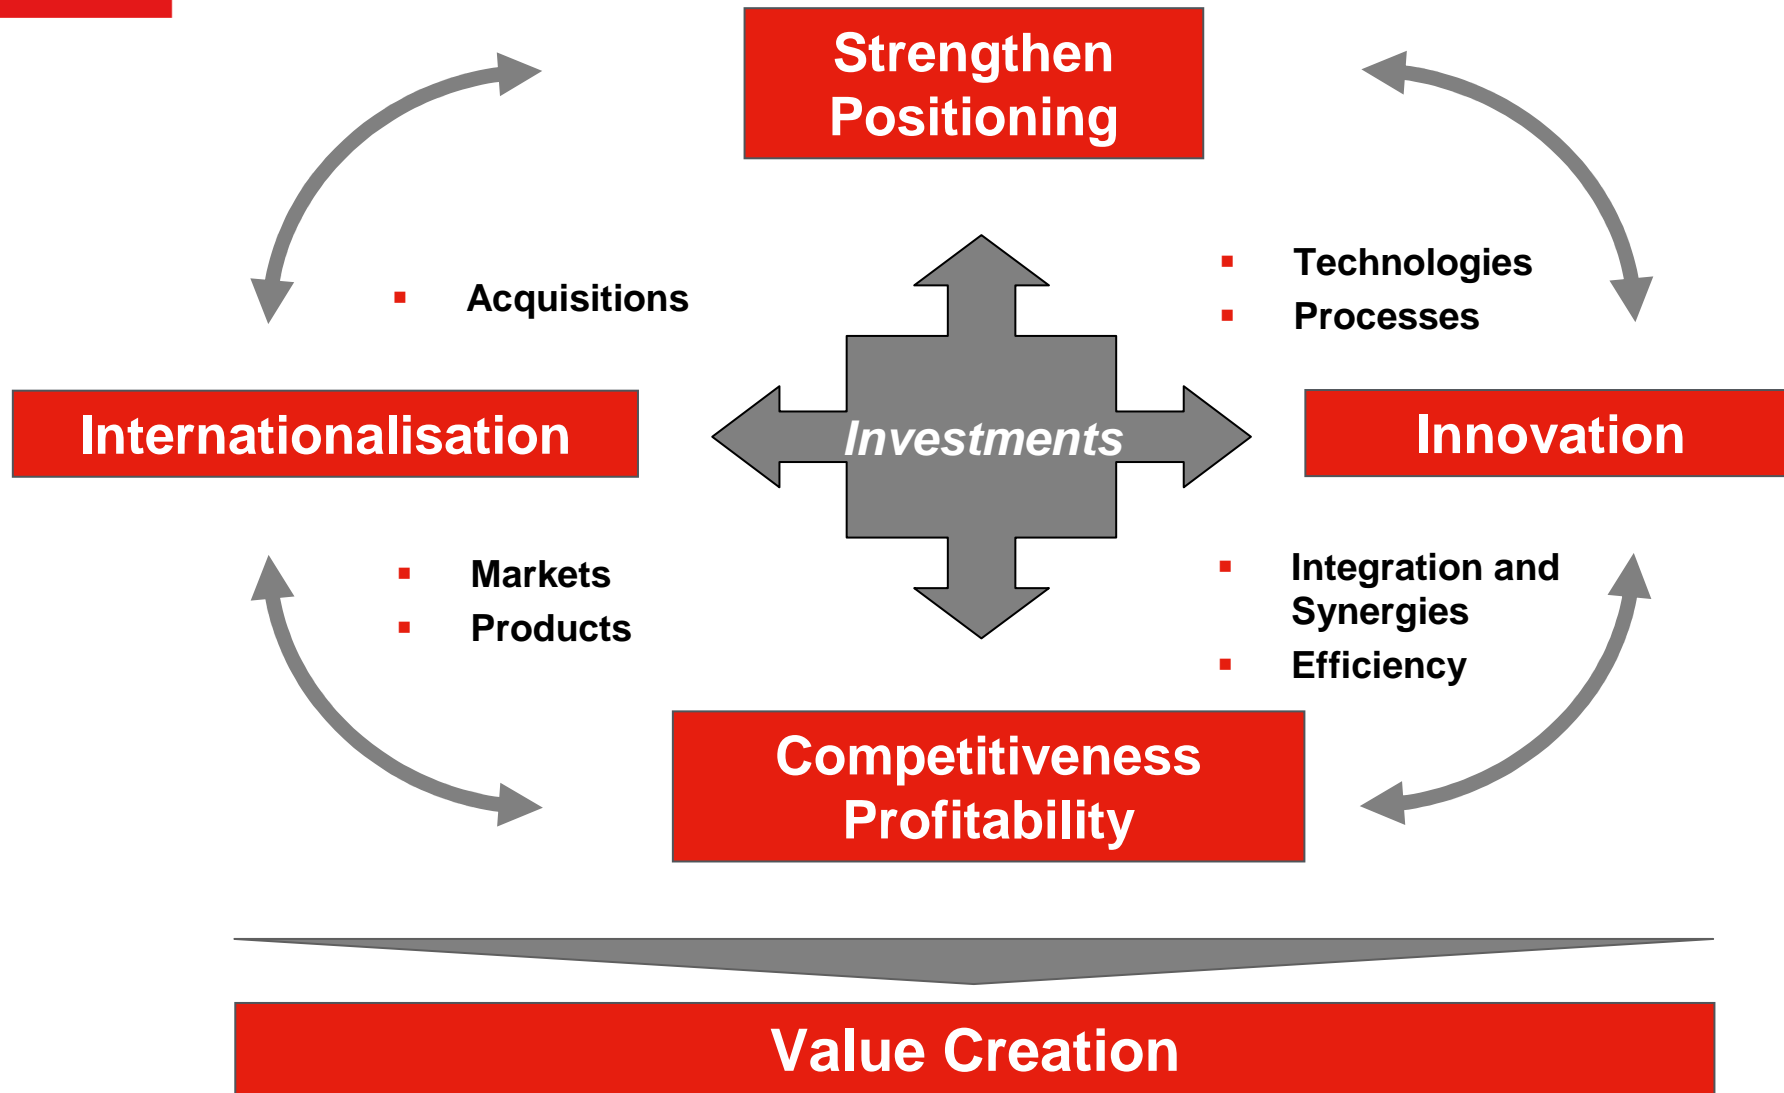 Strengthen
Positioning
Acquisitions
Technologies
Processes
Internationalisation
Investments
Innovation
Markets
Products
Integration and
Synergies
Efficiency
Competitiveness
Profitability
Value Creation